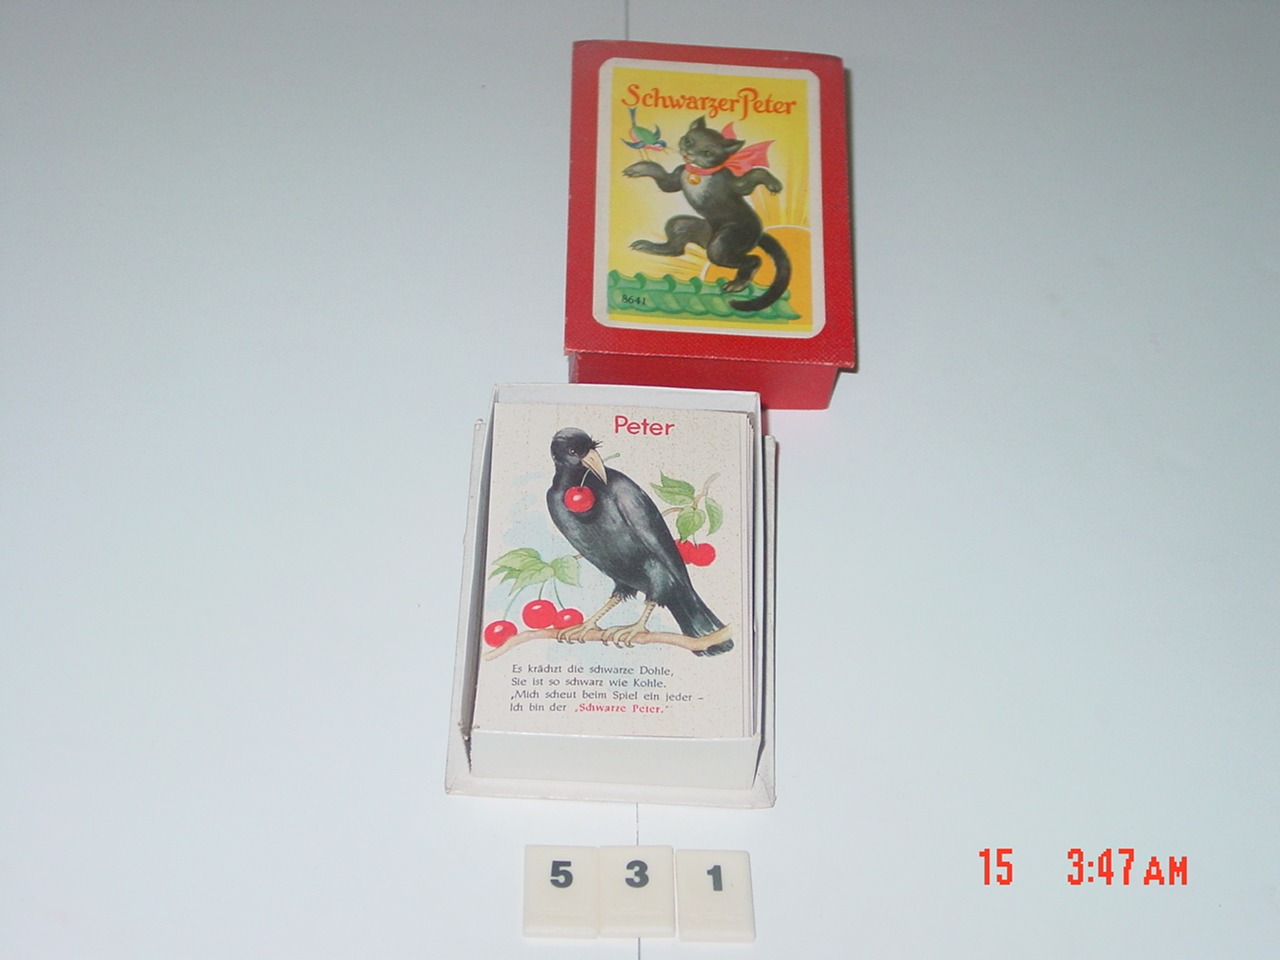 Schwarzer Peter
8641
Peter
Es krächzt die schwarze Dohle,
Sie ist so schwarz wie Kohle.
„Mich scheut beim Spiel ein jeder –
Ich bin der „Schwarze Peter."
5 3 1
15 3:47 AM